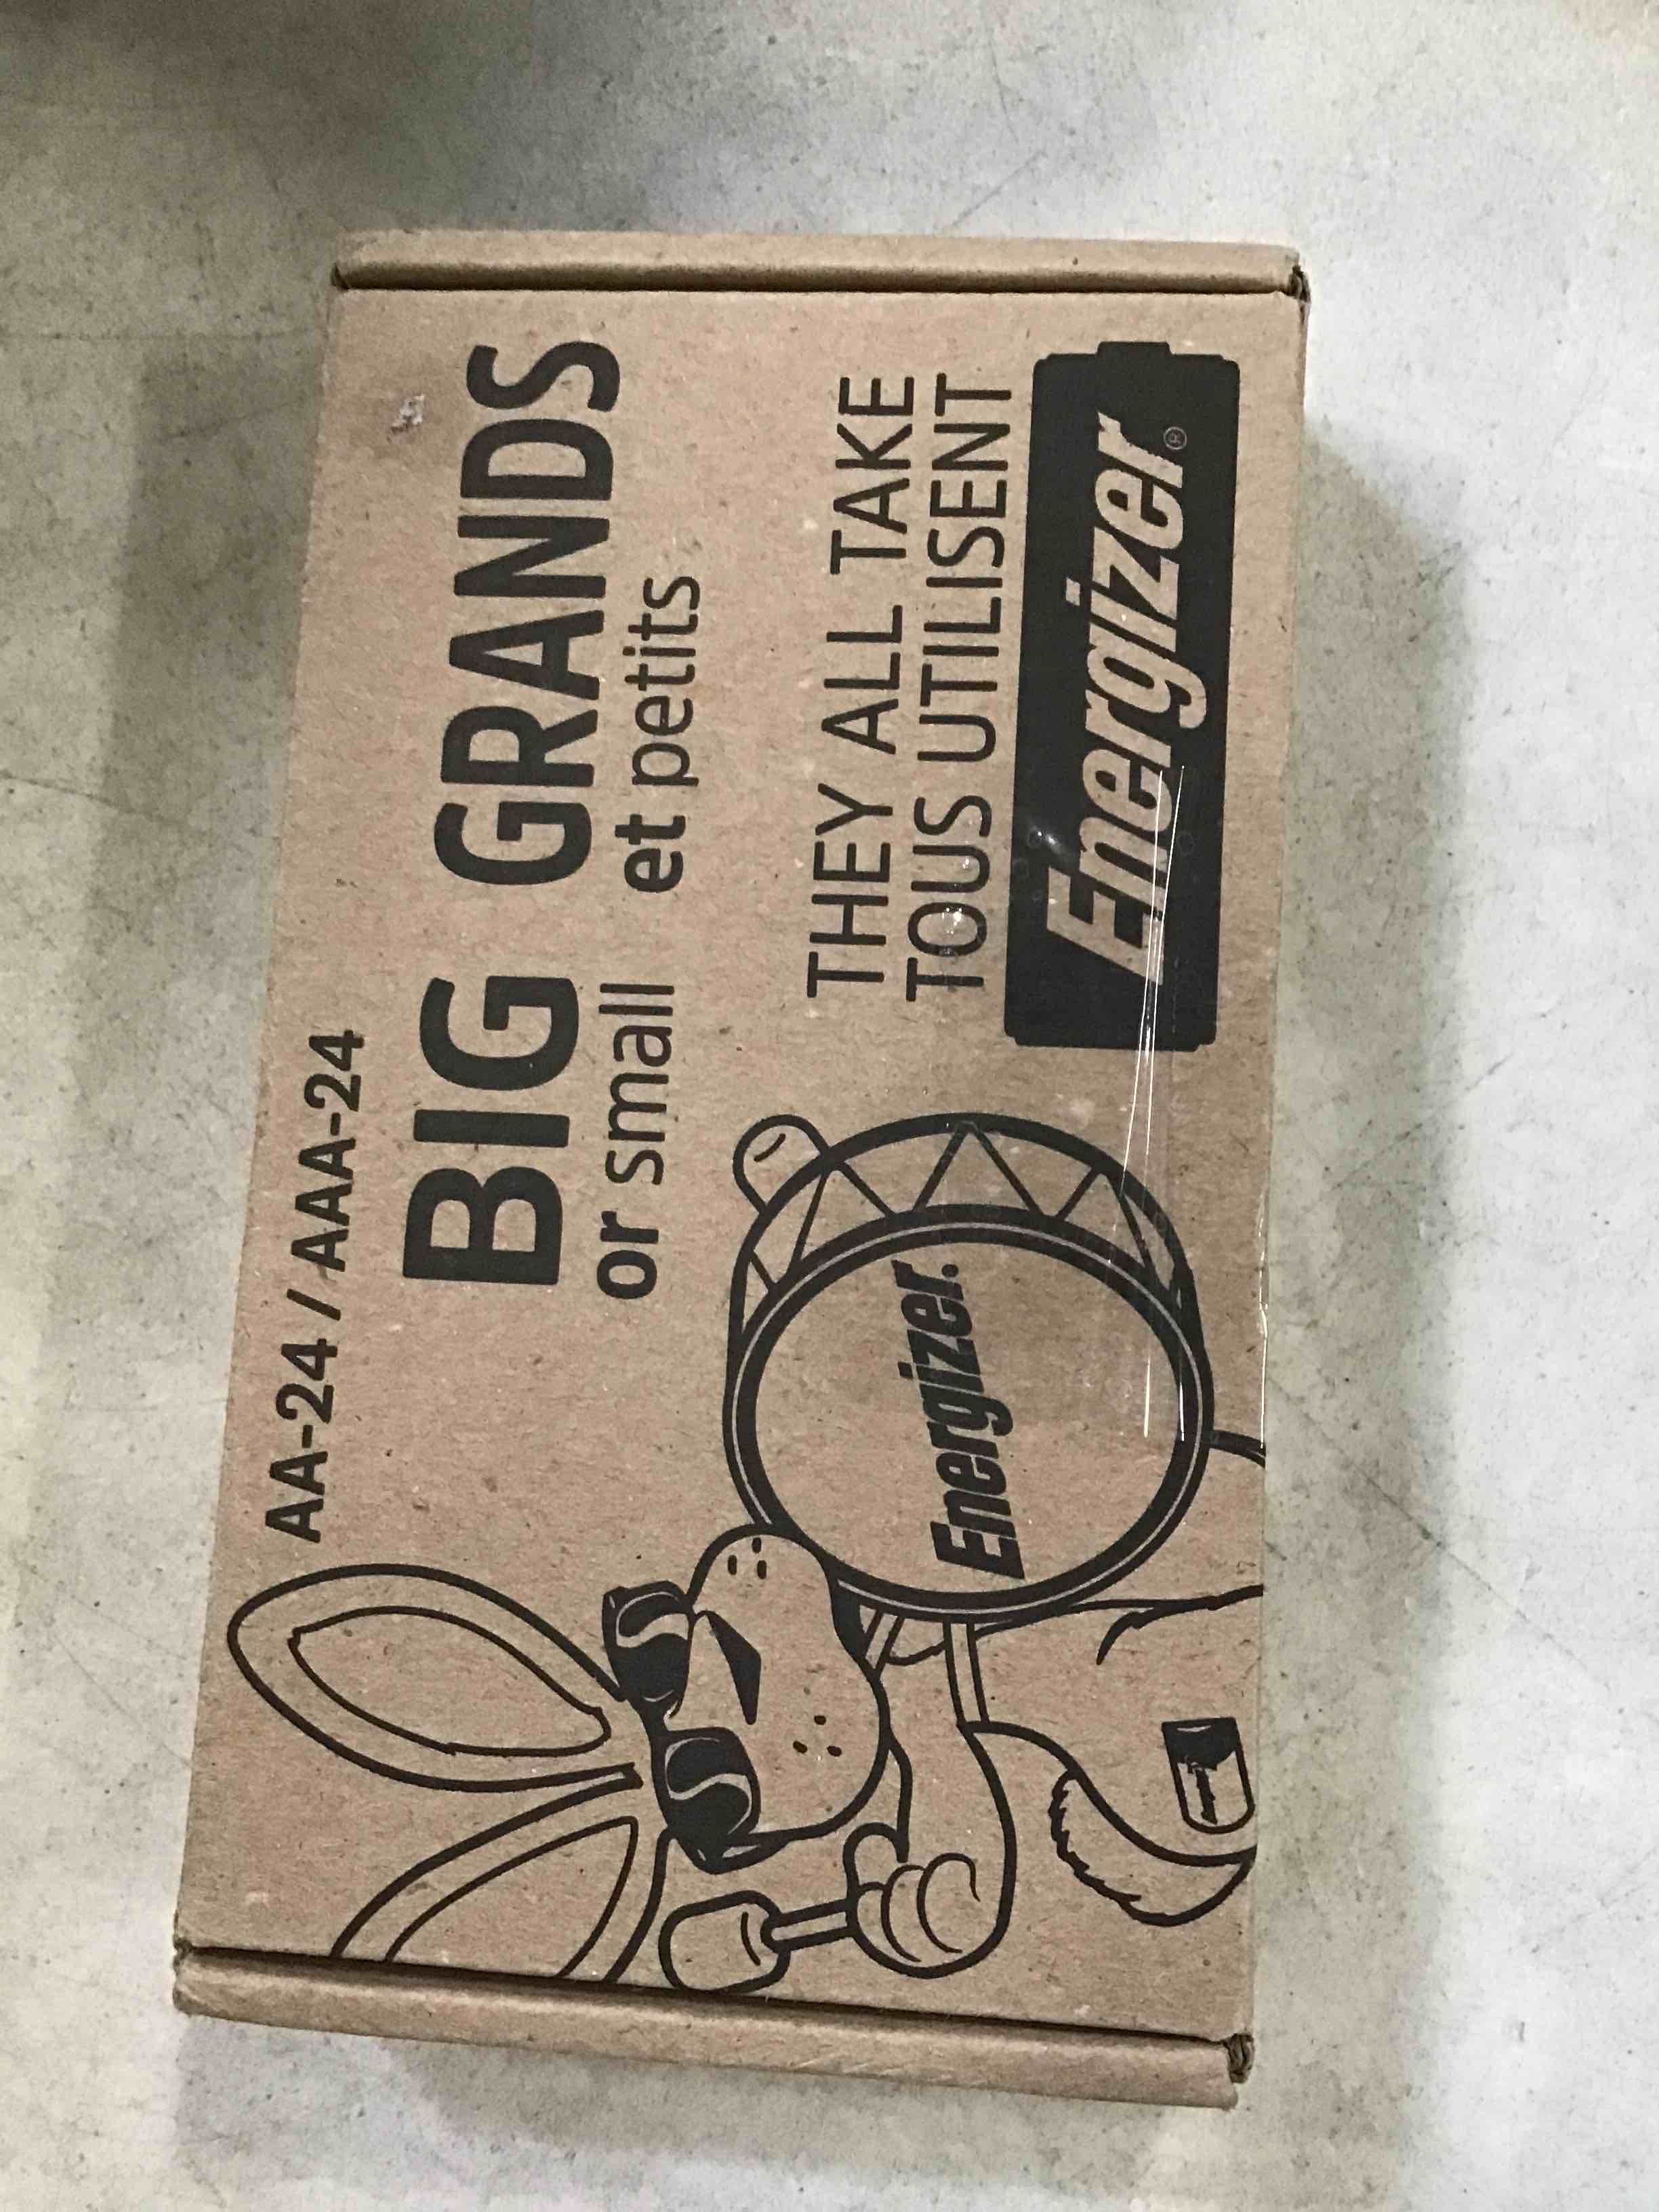 AA-24 / AAA-24
BIG GRANDS
or small et petits
THEY ALL TAKE
TOUS UTILISENT
Energizer®
Energizer.